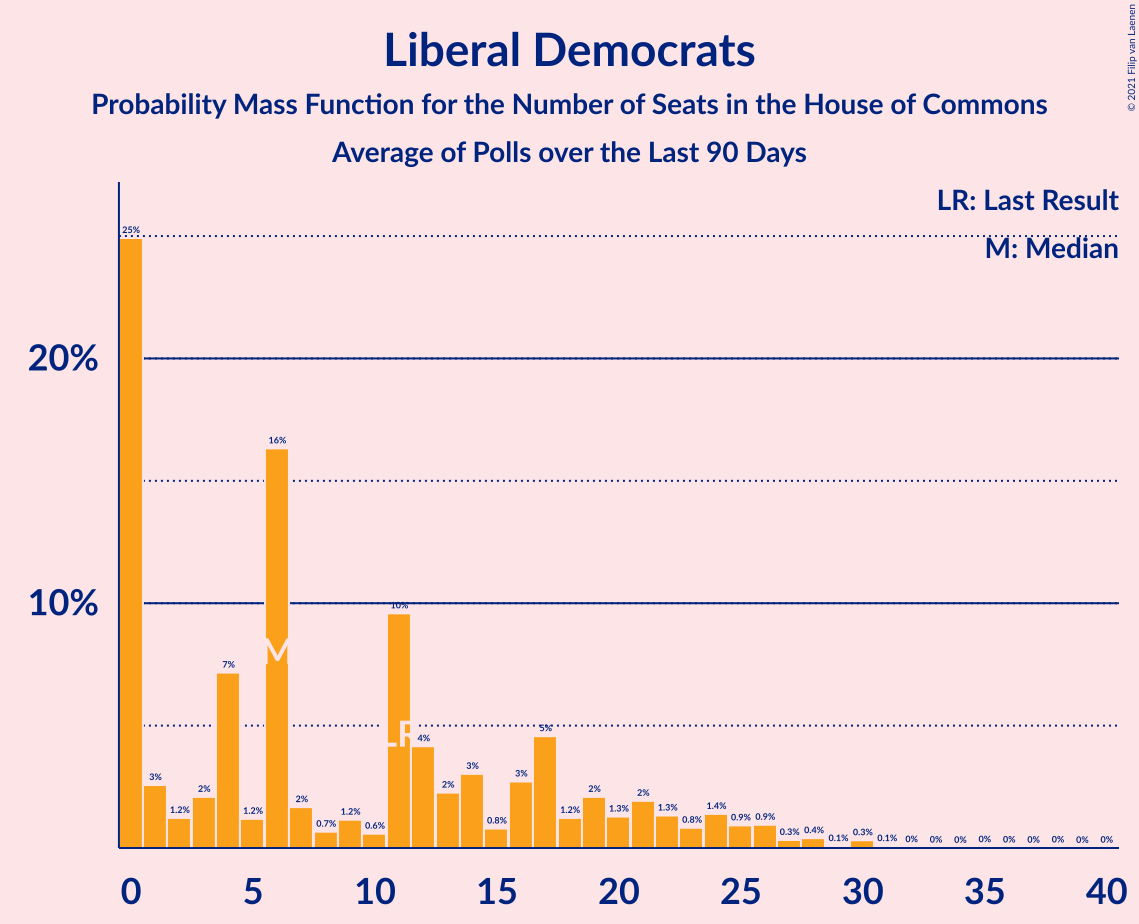 © 2021 Filip van Laenen
Liberal Democrats
Probability Mass Function for the Number of Seats in the House of Commons
Average of Polls over the Last 90 Days
LR: Last Result
M: Median
20%
10%
25% 3% 1.2% 2% 7% 1.2% 16% 2% 0.7% 1.2% 0.6% 10% 4% 2% 3% 0.8% 3% 5% 1.2% 2% 1.3% 2% 1.3% 0.8% 1.4% 0.9% 0.9% 0.3% 0.4% 0.1% 0.3% 0.1% 0% 0% 0% 0% 0% 0% 0% 0% 0%
M
LR
0 5 10 15 20 25 30 35 40